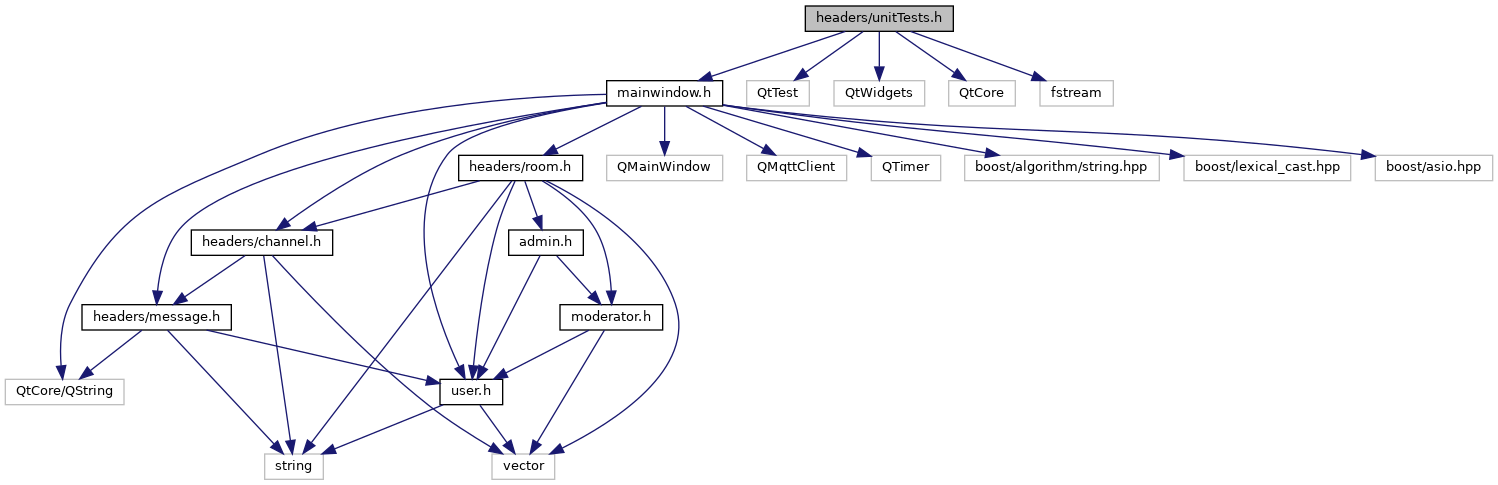 headers/unitTests.h
mainwindow.h
QtTest
QtWidgets
QtCore
fstream
headers/room.h
QMainWindow
QMqttClient
QTimer
boost/algorithm/string.hpp
boost/lexical_cast.hpp
boost/asio.hpp
headers/channel.h
admin.h
headers/message.h
moderator.h
QtCore/QString
user.h
string
vector